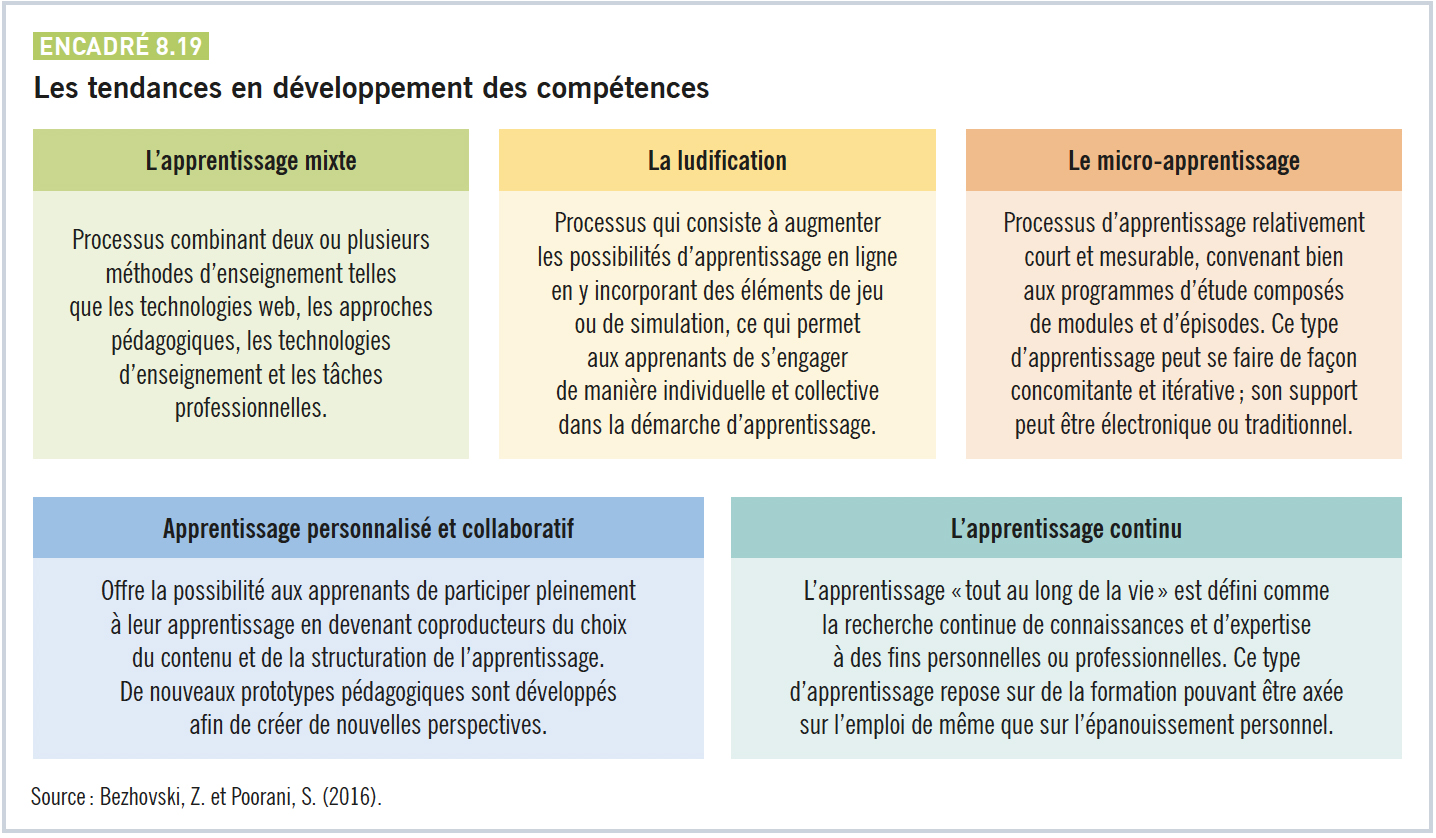 ENCADRÉ 8.19
Les tendances en développement des compétences
L’apprentissage mixte
Processus combinant deux ou plusieurs
méthodes d’enseignement telles
que les technologies web, les approches
pédagogiques, les technologies
d’enseignement et les tâches
professionnelles.
La ludification
Processus qui consiste à augmenter
les possibilités d’apprentissage en ligne
en y incorporant des éléments de jeu
ou de simulation, ce qui permet
aux apprenants de s’engager
de manière individuelle et collective
dans la démarche d’apprentissage.
Le micro-apprentissage
Processus d’apprentissage relativement
court et mesurable, convenant bien
aux programmes d’étude composés
de modules et d’épisodes. Ce type
d’apprentissage peut se faire de façon
concomitante et itérative ; son support
peut être électronique ou traditionnel.
Apprentissage personnalisé et collaboratif
Offre la possibilité aux apprenants de participer pleinement
à leur apprentissage en devenant coproducteurs du choix
du contenu et de la structuration de l’apprentissage.
De nouveaux prototypes pédagogiques sont développés
afin de créer de nouvelles perspectives.
L’apprentissage continu
L’apprentissage « tout au long de la vie » est défini comme
la recherche continue de connaissances et d’expertise
à des fins personnelles ou professionnelles. Ce type
d’apprentissage repose sur de la formation pouvant être axée
sur l’emploi de même que sur l’épanouissement personnel.
Source : Bezhovski, Z. et Poorani, S. (2016).